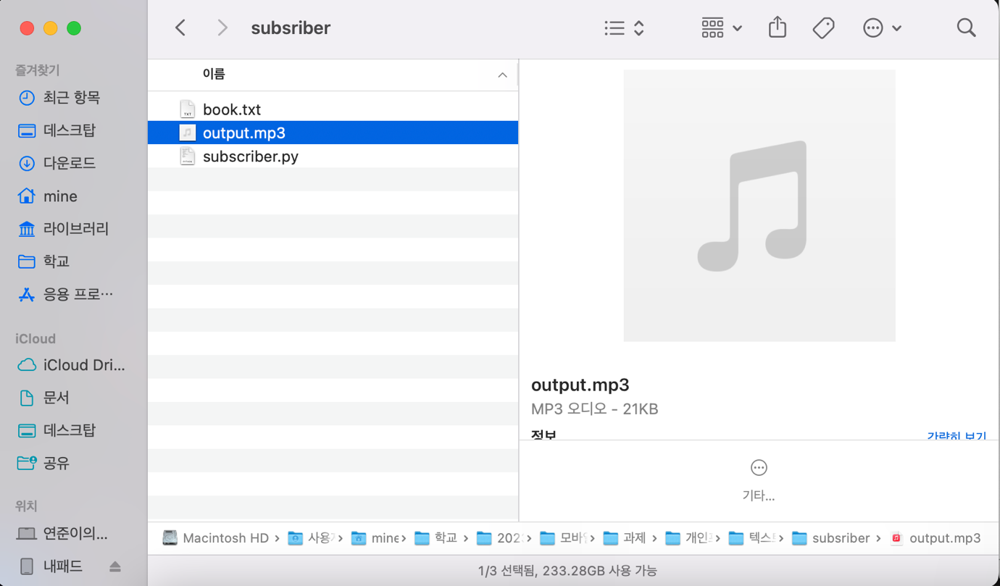 subsriber
즐겨찾기
최근 항목
데스크탑
다운로드
mine
라이브러리
학교
응용 프로…
iCloud
iCloud Dri...
문서
데스크탑
공유
위치
연준이의...
내패드
이름
book.txt
output.mp3
subscriber.py
output.mp3
MP3 오디오 - 21KB
정보 간략히 보기
기타...
Macintosh HD › 사용 › mine › 학교 › 202 › 모바 › 과제 › 개인 › 텍스 › subsriber › output.mp3
1/3 선택됨, 233.28GB 사용 가능